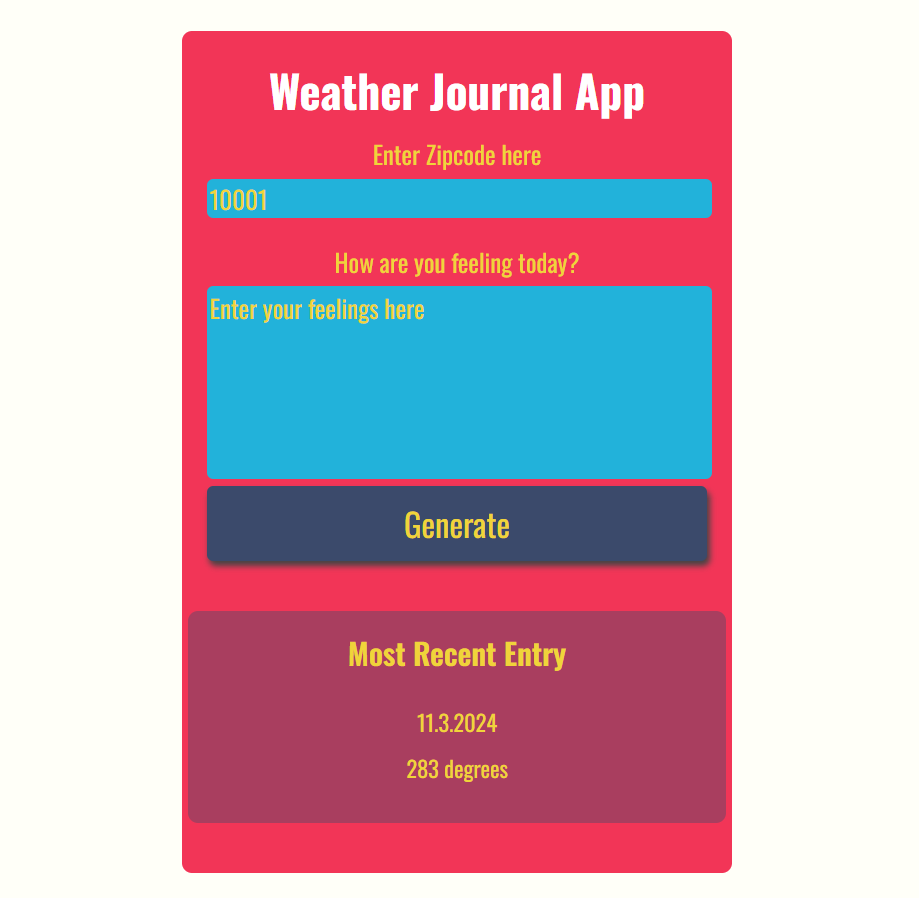 Weather Journal App
Enter Zipcode here
10001
How are you feeling today?
Enter your feelings here
Generate
Most Recent Entry
11.3.2024
283 degrees